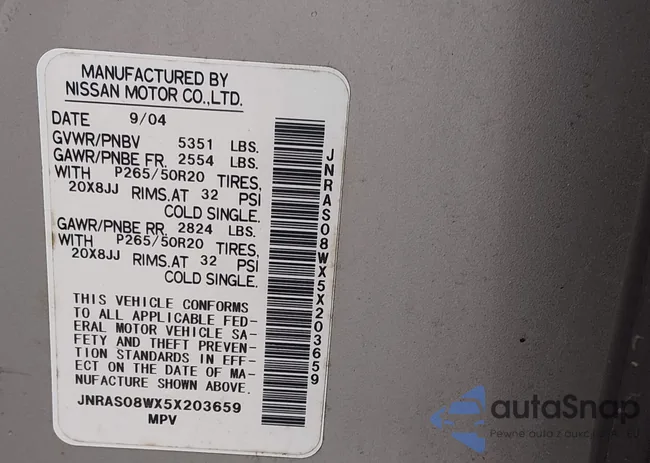 MANUFACTURED BY
NISSAN MOTOR CO.,LTD.
DATE 9/04
GVWR/PNBV 5351 LBS.
GAWR/PNBE FR. 2554 LBS.
WITH P265/50R20 TIRES,
20X8JJ RIMS.AT 32 PSI
COLD SINGLE.
GAWR/PNBE RR. 2824 LBS.
WITH P265/50R20 TIRES,
20X8JJ RIMS.AT 32 PSI
COLD SINGLE.
THIS VEHICLE CONFORMS
TO ALL APPLICABLE FED-
ERAL MOTOR VEHICLE SA-
FETY AND THEFT PREVEN-
TION STANDARDS IN EFF-
ECT ON THE DATE OF MA-
NUFACTURE SHOWN ABOVE.
JNRAS08WX5X203659
MPV
JNRAS08WX5X203659
autaSnap
Pewne auta z aukcji